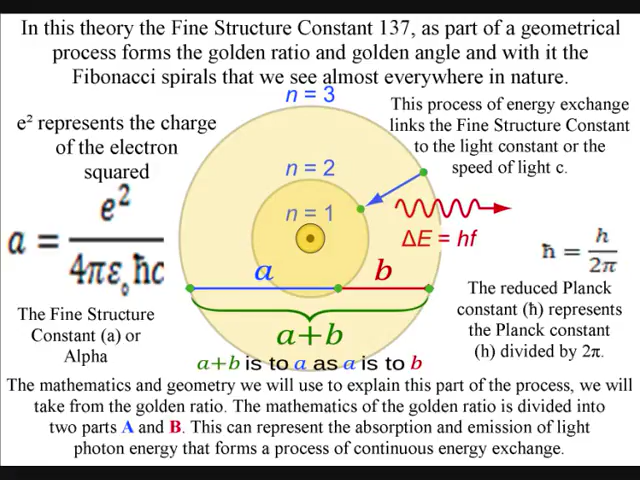 In this theory the Fine Structure Constant 137, as part of a geometrical
process forms the golden ratio and golden angle and with it the
Fibonacci spirals that we see almost everywhere in nature.
n = 3
e² represents the charge
of the electron
squared
This process of energy exchange
links the Fine Structure Constant
to the light constant or the
speed of light c.
n = 2
n = 1
ΔE = hf
a = e² / 4πε₀ħc
ħ = h / 2π
a
b
a+b
The Fine Structure
Constant (a) or
Alpha
The reduced Planck
constant (ħ) represents
the Planck constant
(h) divided by 2π.
a+b is to a as a is to b
The mathematics and geometry we will use to explain this part of the process, we will
take from the golden ratio. The mathematics of the golden ratio is divided into
two parts A and B. This can represent the absorption and emission of light
photon energy that forms a process of continuous energy exchange.